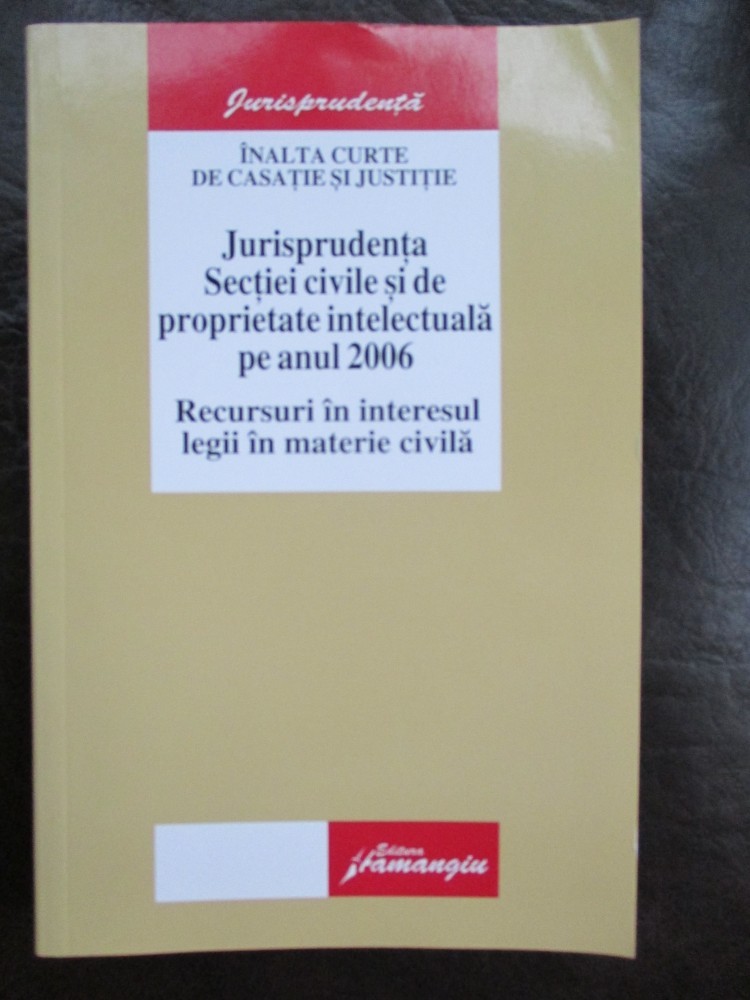 Jurisprudență
ÎNALTA CURTE
DE CASAȚIE ȘI JUSTIȚIE
Jurisprudența
Secției civile și de
proprietate intelectuală
pe anul 2006
Recursuri în interesul
legii în materie civilă
Editura
Hamangiu